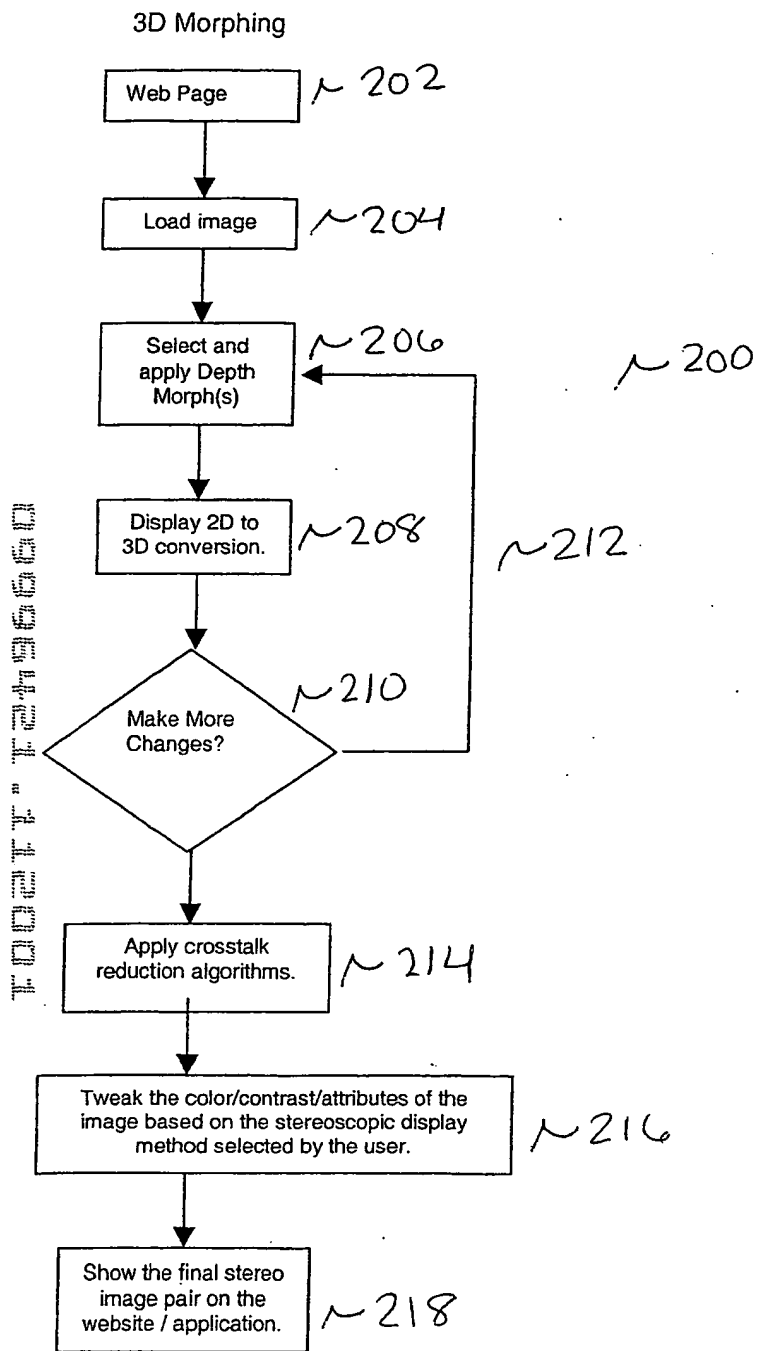 3D Morphing
Web Page
~202
Load image
~204
Select and
apply Depth
Morph(s)
~206
~200
Display 2D to
3D conversion.
~208
~212
Make More
Changes?
~210
Apply crosstalk
reduction algorithms.
~214
Tweak the color/contrast/attributes of the
image based on the stereoscopic display
method selected by the user.
~216
Show the final stereo
image pair on the
website / application.
~218